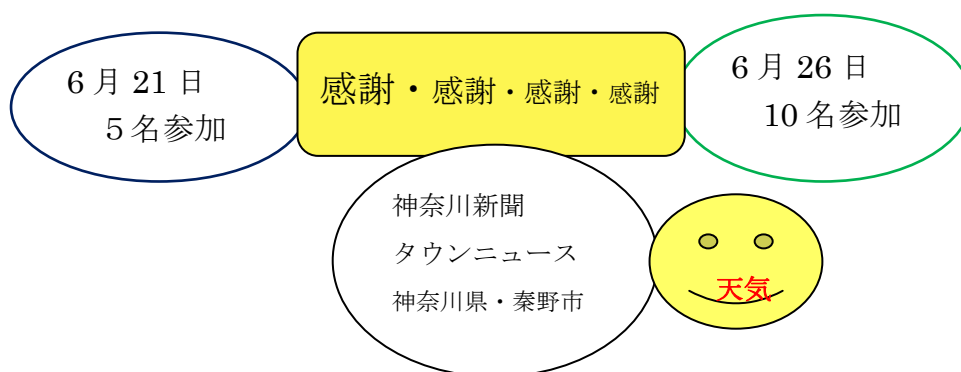 6月21日
5名参加
感謝・感謝・感謝・感謝
6月26日
10名参加
神奈川新聞
タウンニュース
神奈川県・秦野市
天気